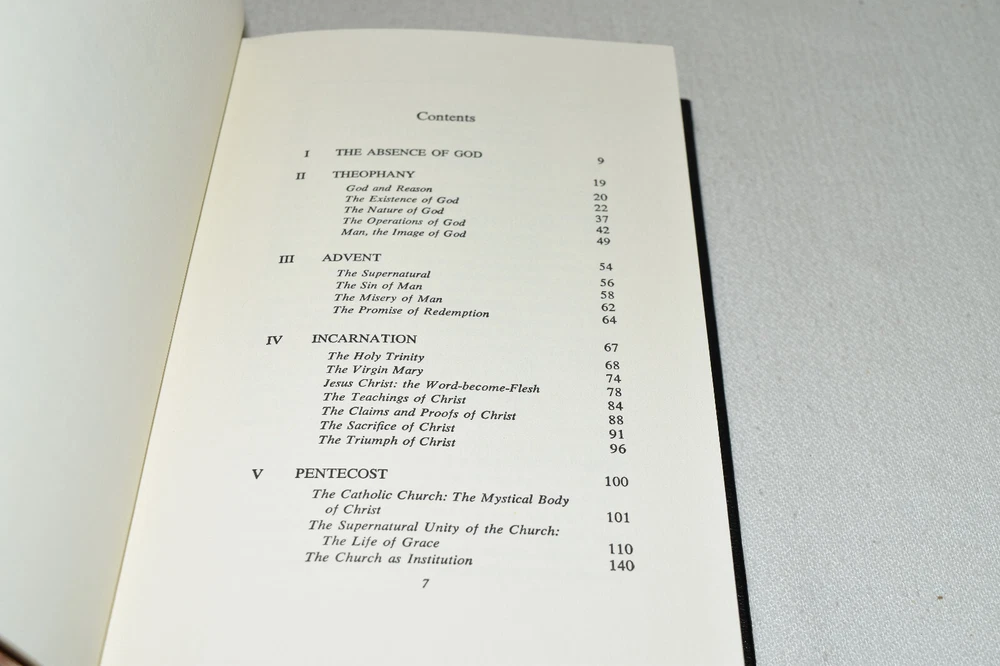 Contents
I THE ABSENCE OF GOD 9
II THEOPHANY 19
God and Reason 20
The Existence of God 22
The Nature of God 37
The Operations of God 42
Man, the Image of God 49
III ADVENT 54
The Supernatural 56
The Sin of Man 58
The Misery of Man 62
The Promise of Redemption 64
IV INCARNATION 67
The Holy Trinity 68
The Virgin Mary 74
Jesus Christ: the Word-become-Flesh 78
The Teachings of Christ 84
The Claims and Proofs of Christ 88
The Sacrifice of Christ 91
The Triumph of Christ 96
V PENTECOST 100
The Catholic Church: The Mystical Body
of Christ 101
The Supernatural Unity of the Church:
The Life of Grace 110
The Church as Institution 140
7